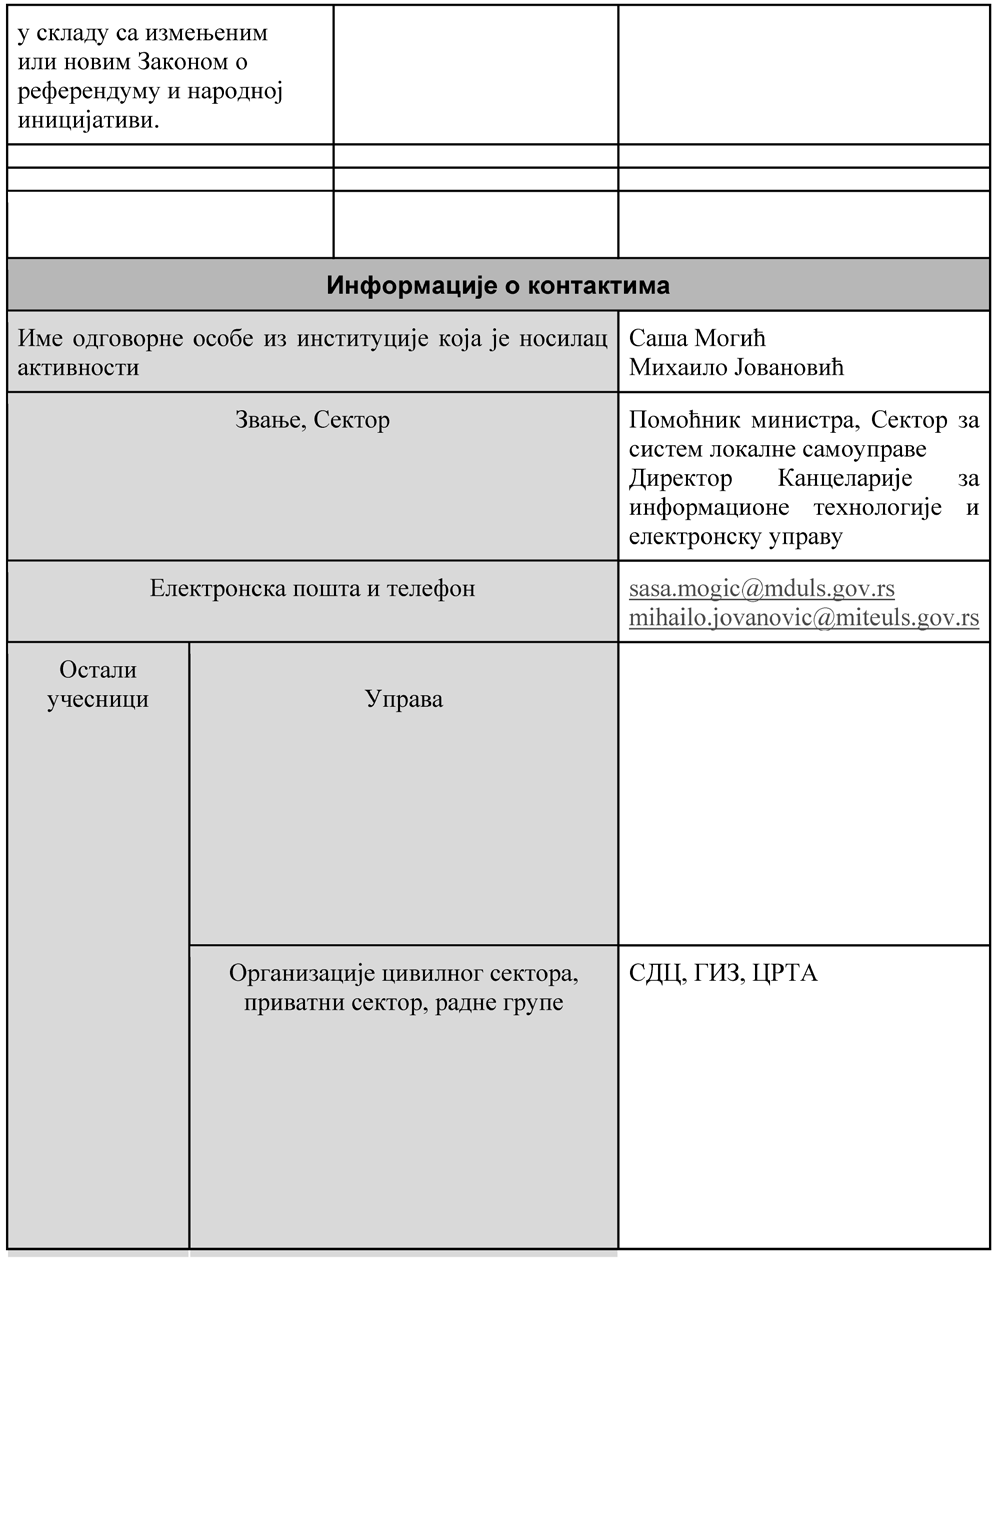 у складу са измењеним
или новим Законом о
референдуму и народној
иницијативи.
Информације о контактима
Име одговорне особе из институције која је носилац
активности
Саша Могић
Михаило Јовановић
Звање, Сектор
Помоћник министра, Сектор за
систем локалне самоуправе
Директор Канцеларије за
информационе технологије и
електронску управу
Електронска пошта и телефон
sasa.mogic@mduls.gov.rs
mihailo.jovanovic@miteuls.gov.rs
Остали
учесници
Управа
Организације цивилног сектора,
приватни сектор, радне групе
СДЦ, ГИЗ, ЦРТА